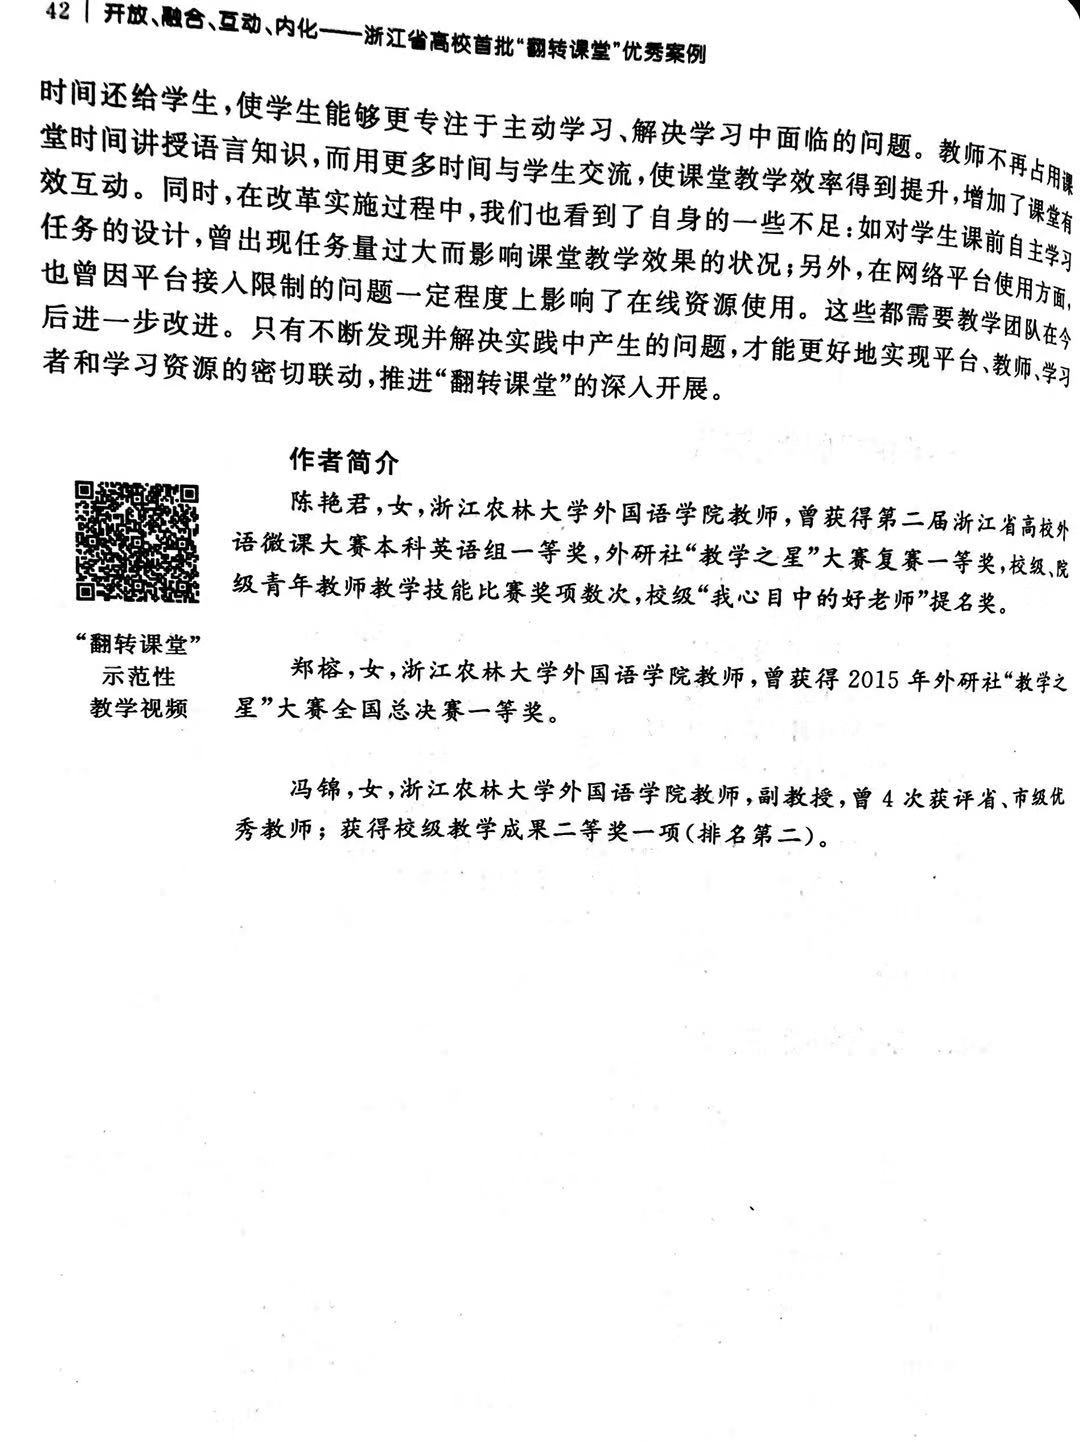 42 | 开放、融合、互动、内化——浙江省高校首批“翻转课堂”优秀案例
时间还给学生，使学生能够更专注于主动学习、解决学习中面临的问题。教师不再占用课
堂时间讲授语言知识，而用更多时间与学生交流，使课堂教学效率得到提升，增加了课堂有
效互动。同时，在改革实施过程中，我们也看到了自身的一些不足：如对学生课前自主学习
任务的设计，曾出现任务量过大而影响课堂教学效果的状况；另外，在网络平台使用方面，
也曾因平台接入限制的问题一定程度上影响了在线资源使用。这些都需要教学团队在今
后进一步改进。只有不断发现并解决实践中产生的问题，才能更好地实现平台、教师、学习
者和学习资源的密切联动，推进“翻转课堂”的深入开展。
作者简介
陈艳君，女，浙江农林大学外国语学院教师，曾获得第二届浙江省高校外
语微课大赛本科英语组一等奖，外研社“教学之星”大赛复赛一等奖，校级、院
级青年教师教学技能比赛奖项数次，校级“我心目中的好老师”提名奖。
“翻转课堂”
示范性
教学视频
郑榕，女，浙江农林大学外国语学院教师，曾获得 2015 年外研社“教学之
星”大赛全国总决赛一等奖。
冯锦，女，浙江农林大学外国语学院教师，副教授，曾 4 次获评省、市级优
秀教师；获得校级教学成果二等奖一项（排名第二）。